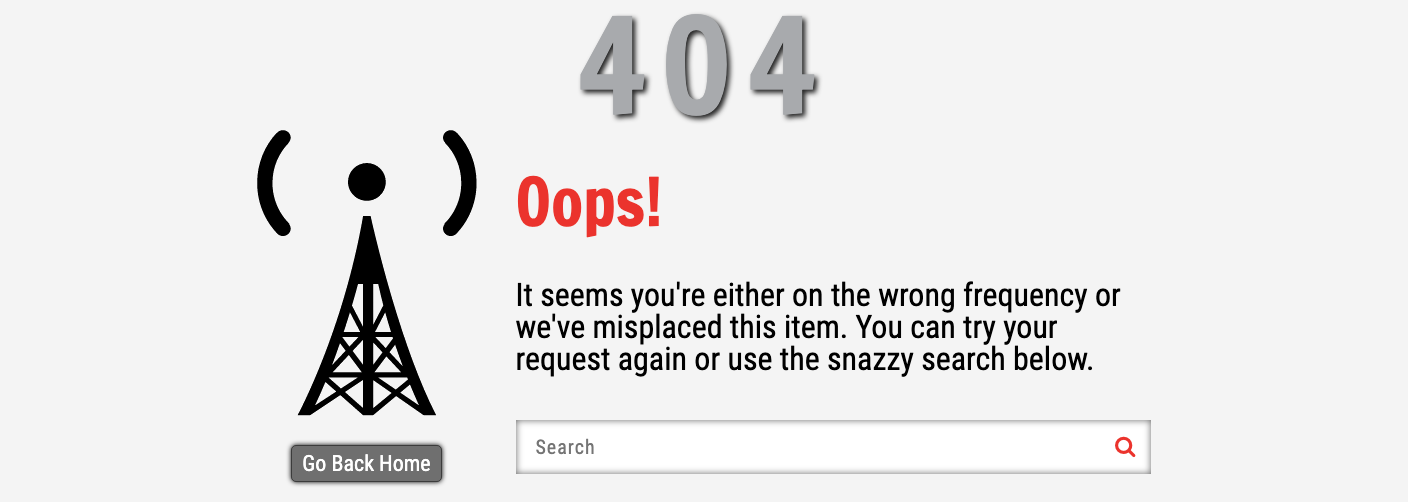 404
Oops!
It seems you're either on the wrong frequency or
we've misplaced this item. You can try your
request again or use the snazzy search below.
Search
Go Back Home